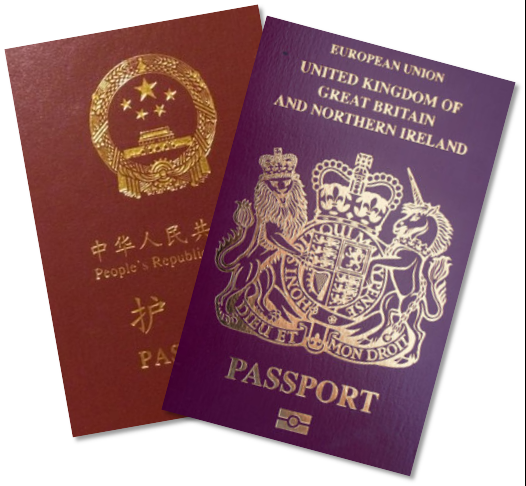 中华人民共
People's Republi
护
PAS
EUROPEAN UNION
UNITED KINGDOM OF
GREAT BRITAIN
AND NORTHERN IRELAND
DIEU ET MON DROIT
PASSPORT